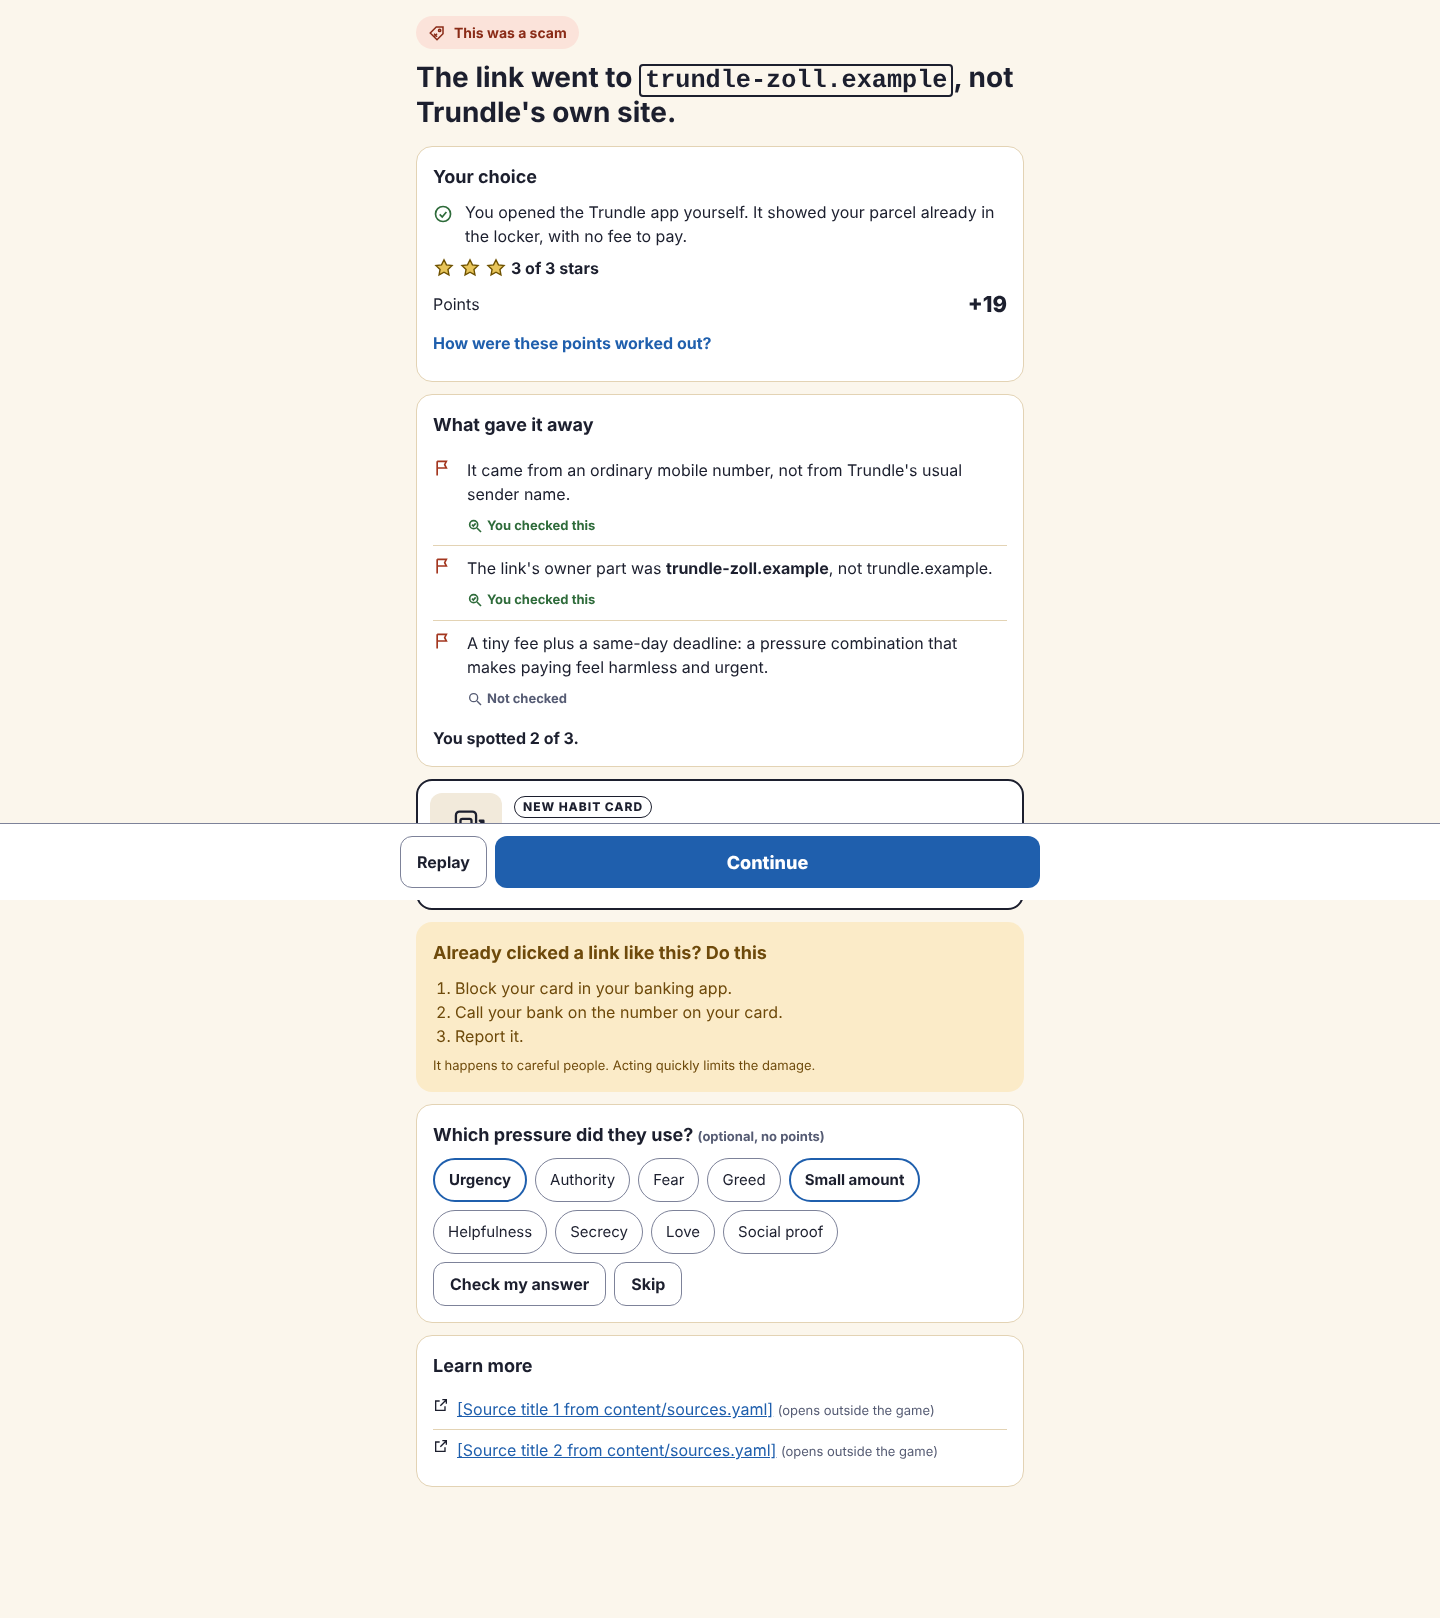 This was a scam
The link went to trundle-zoll.example, not
Trundle's own site.
Your choice
You opened the Trundle app yourself. It showed your parcel already in
the locker, with no fee to pay.
3 of 3 stars
Points +19
How were these points worked out?
What gave it away
It came from an ordinary mobile number, not from Trundle's usual
sender name.
You checked this
The link's owner part was trundle-zoll.example, not trundle.example.
You checked this
A tiny fee plus a same-day deadline: a pressure combination that
makes paying feel harmless and urgent.
Not checked
You spotted 2 of 3.
NEW HABIT CARD
Replay Continue
Already clicked a link like this? Do this
1. Block your card in your banking app.
2. Call your bank on the number on your card.
3. Report it.
It happens to careful people. Acting quickly limits the damage.
Which pressure did they use? (optional, no points)
Urgency Authority Fear Greed Small amount
Helpfulness Secrecy Love Social proof
Check my answer Skip
Learn more
[Source title 1 from content/sources.yaml] (opens outside the game)
[Source title 2 from content/sources.yaml] (opens outside the game)